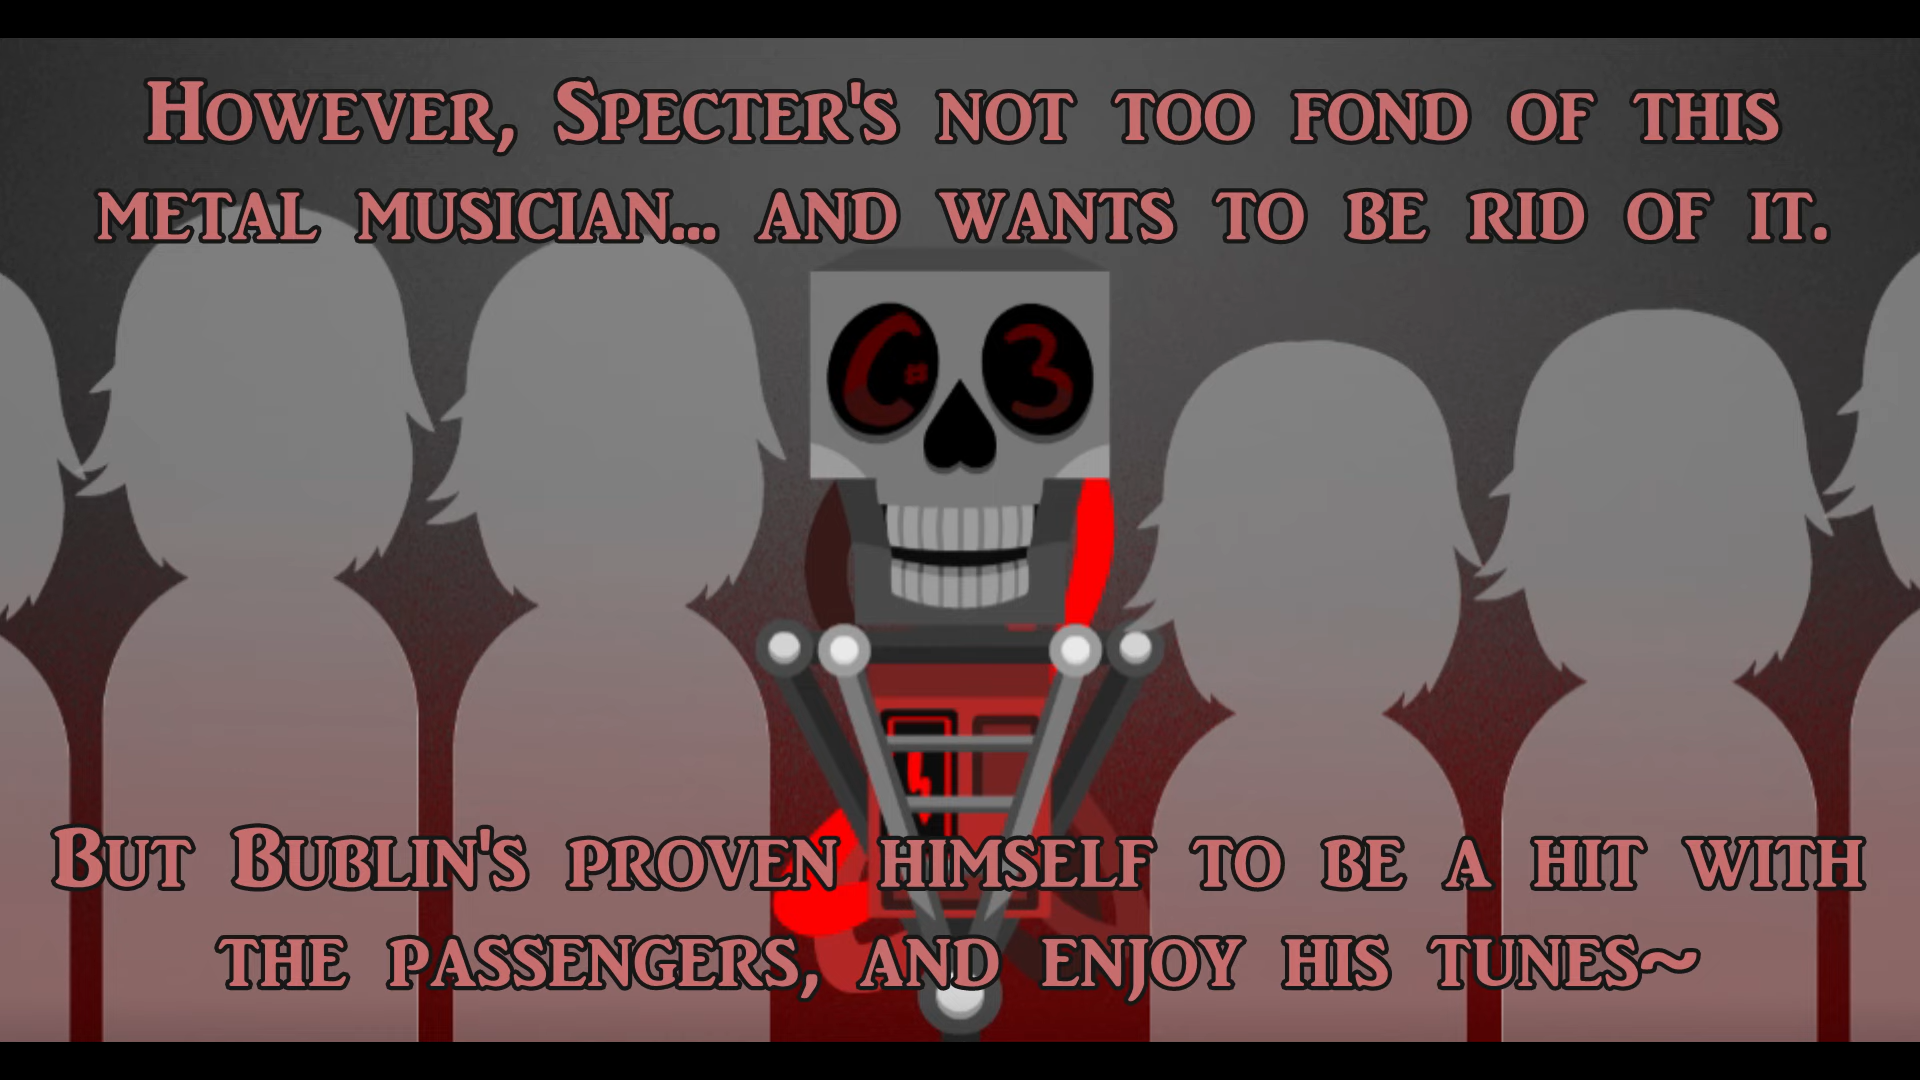 However, Specter's not too fond of this
metal musician... and wants to be rid of it.
C# 3
But Bublin's proven himself to be a hit with
the passengers, and enjoy his tunes~